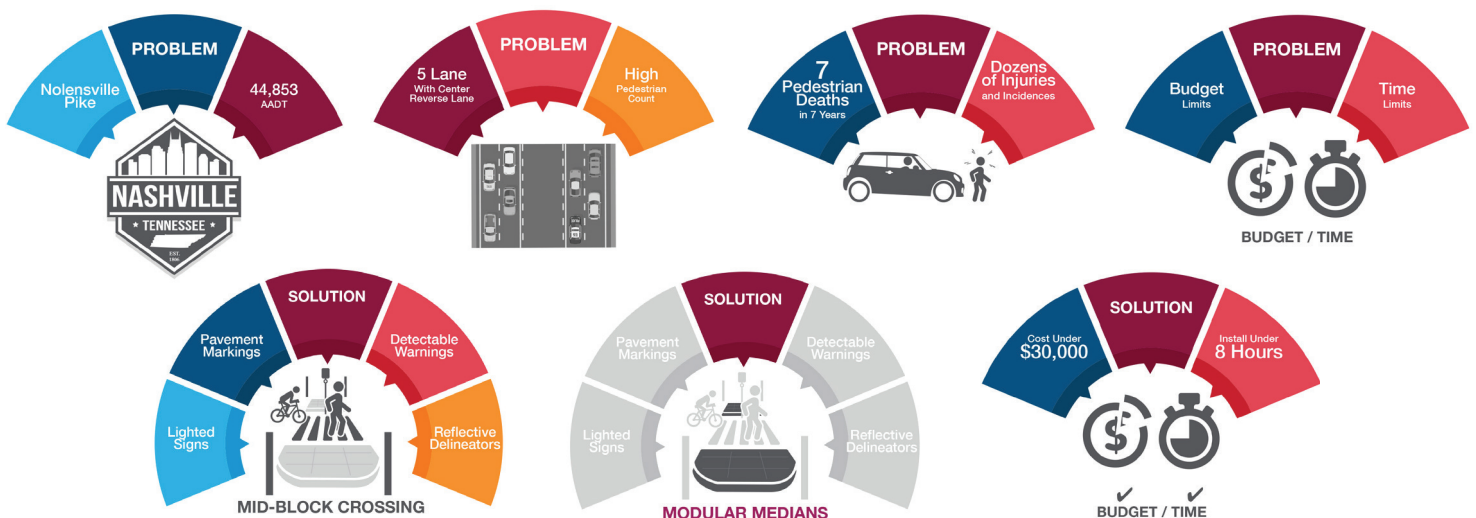 PROBLEM
Nolensville
Pike
44,853
AADT
NASHVILLE
TENNESSEE
EST.
1806
PROBLEM
5 Lane
With Center
Reverse Lane
High
Pedestrian
Count
PROBLEM
7
Pedestrian
Deaths
in 7 Years
Dozens
of Injuries
and Incidences
PROBLEM
Budget
Limits
Time
Limits
$
BUDGET / TIME
SOLUTION
Pavement
Markings
Detectable
Warnings
Lighted
Signs
Reflective
Delineators
MID-BLOCK CROSSING
SOLUTION
Pavement
Markings
Detectable Warnings
Lighted
Signs
Reflective
Delineators
MODULAR MEDIANS
SOLUTION
Cost Under
$30,000
Install Under
8 Hours
$
BUDGET / TIME